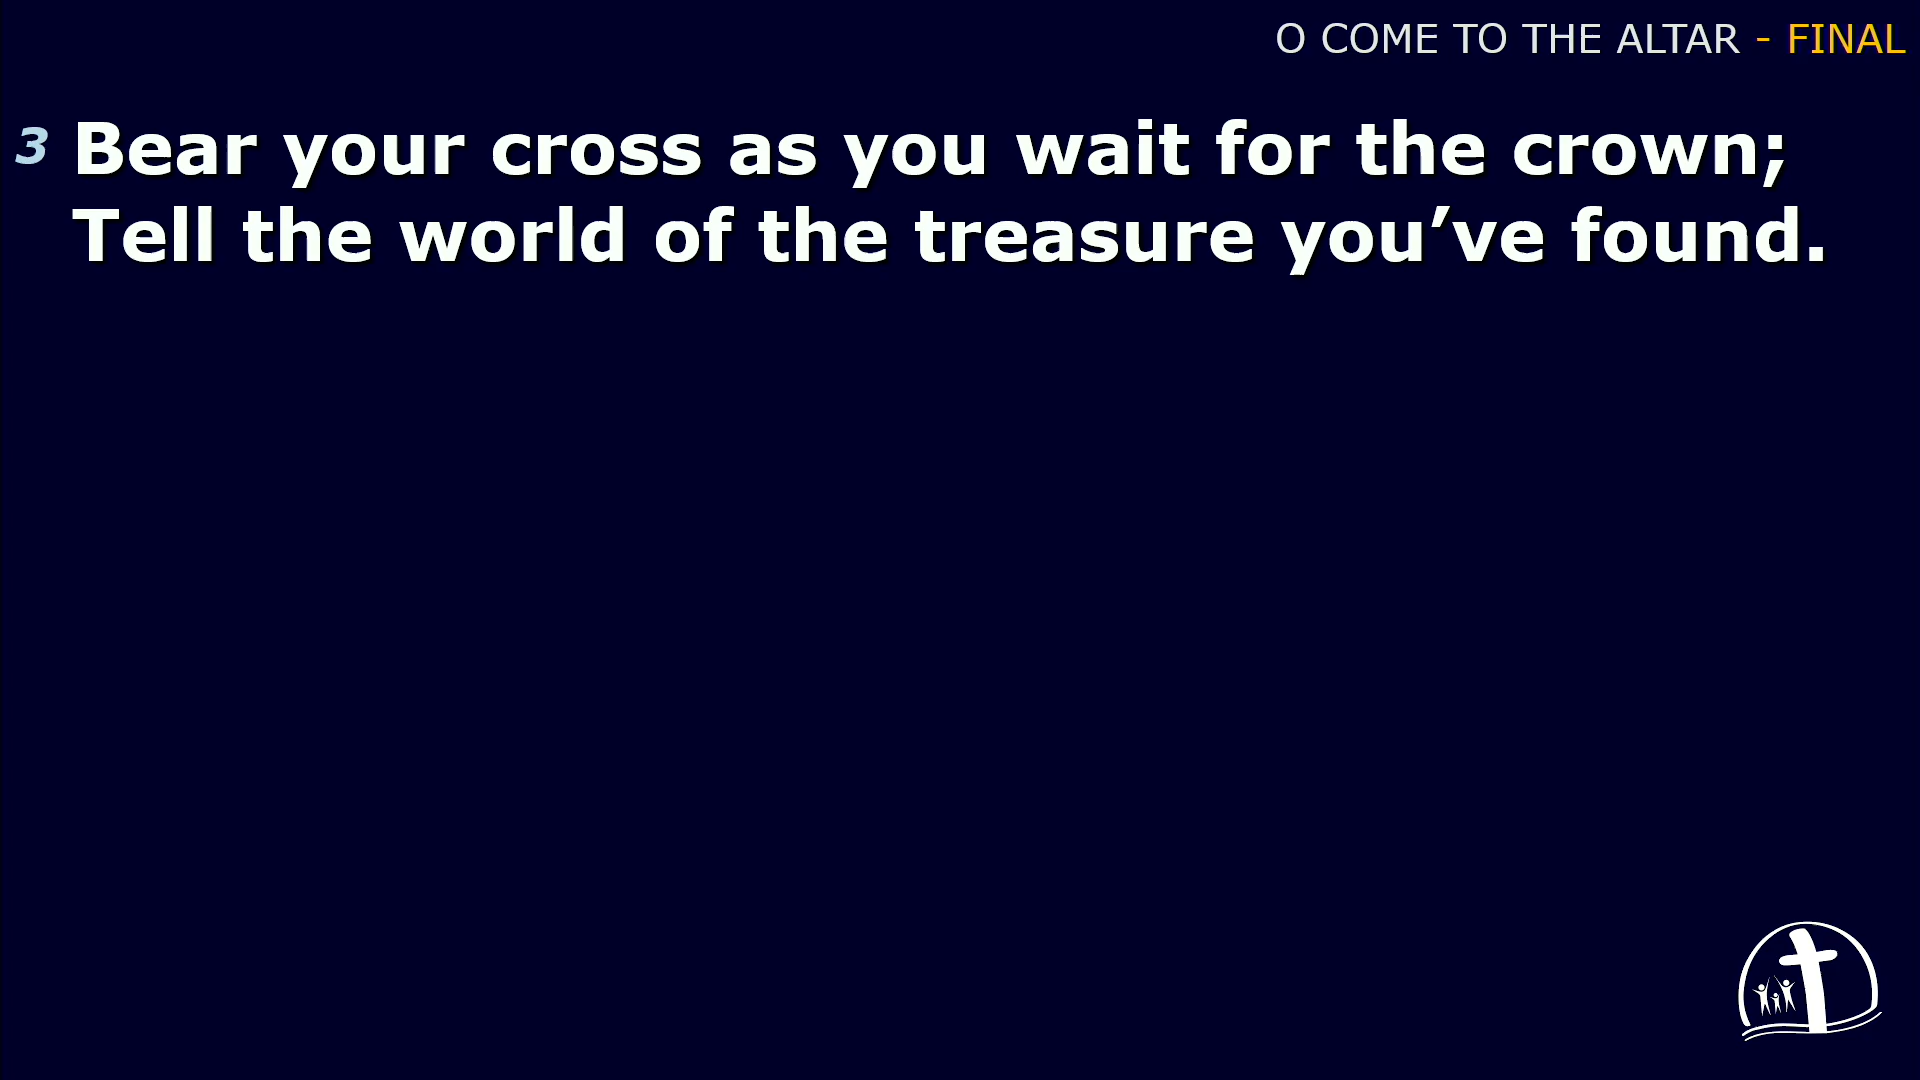 O COME TO THE ALTAR - FINAL
3 Bear your cross as you wait for the crown;
Tell the world of the treasure you’ve found.